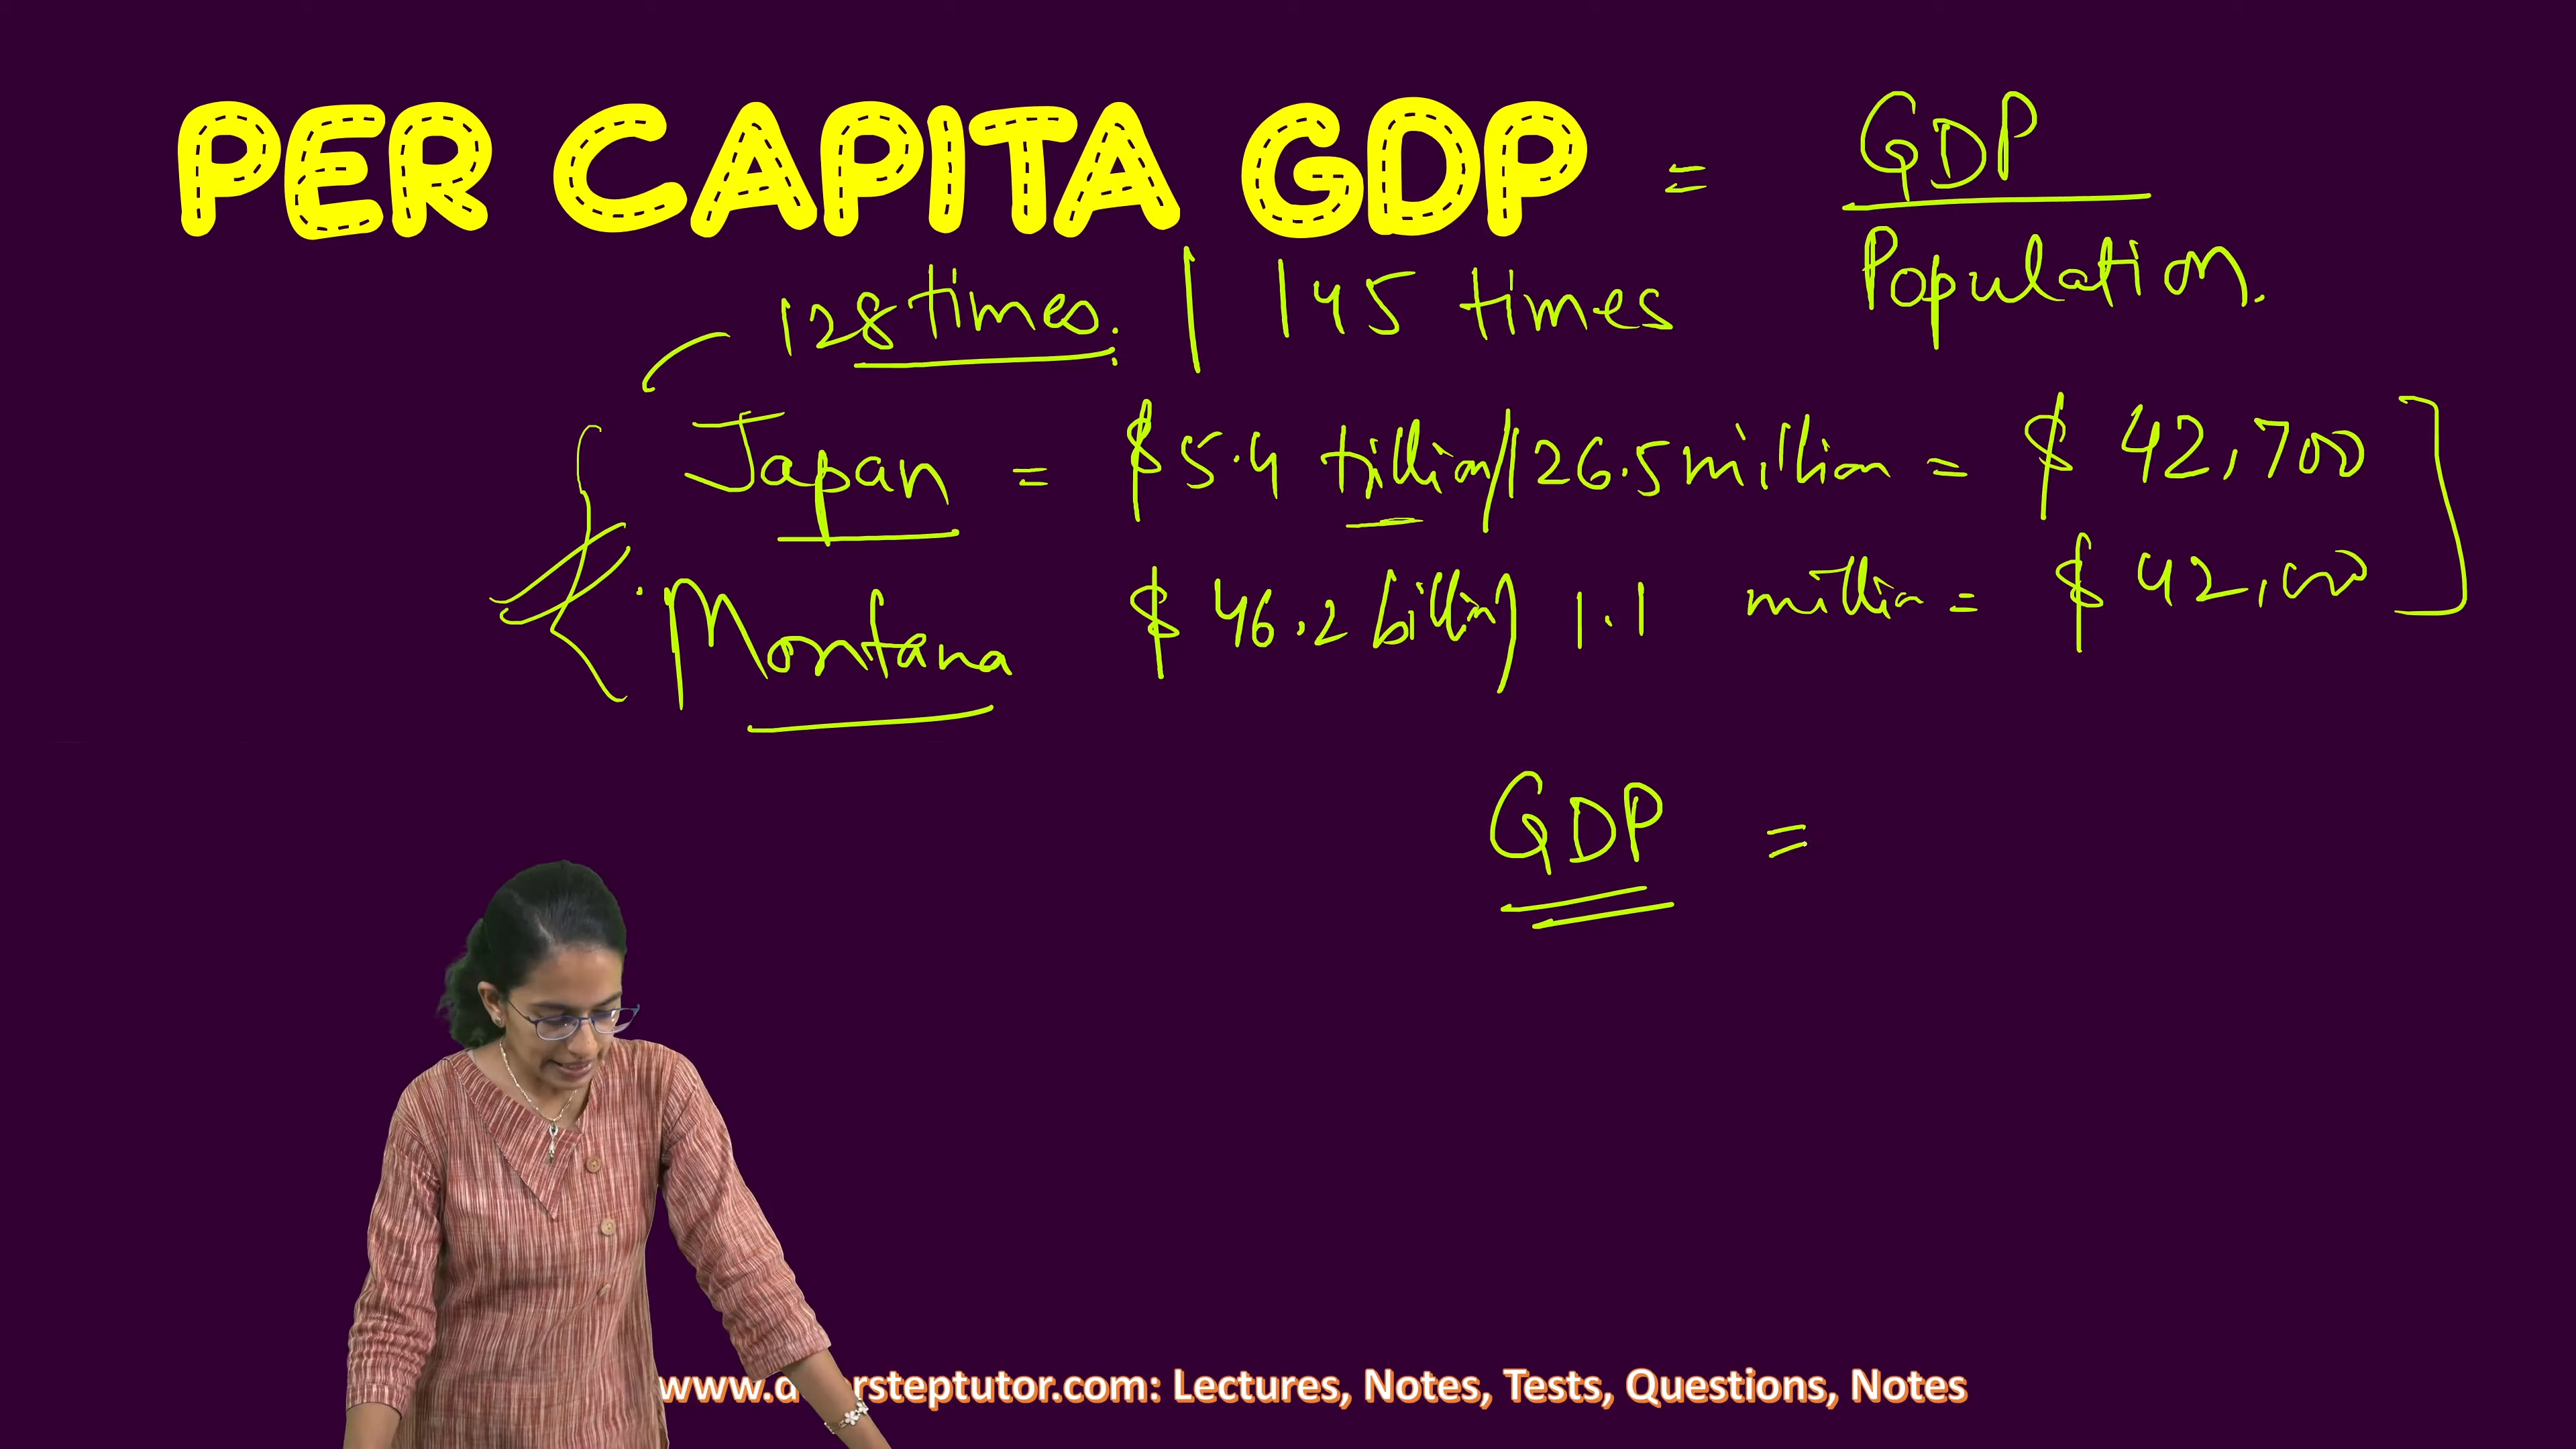 PER CAPITA GDP = GDP / Population.
128 times. | 145 times
Japan = $5.4 trillion/126.5 million = $ 42,700
Montana $ 46.2 billion/ 1.1 million = $ 42,000
GDP =
www.d rsteptutor.com: Lectures, Notes, Tests, Questions, Notes